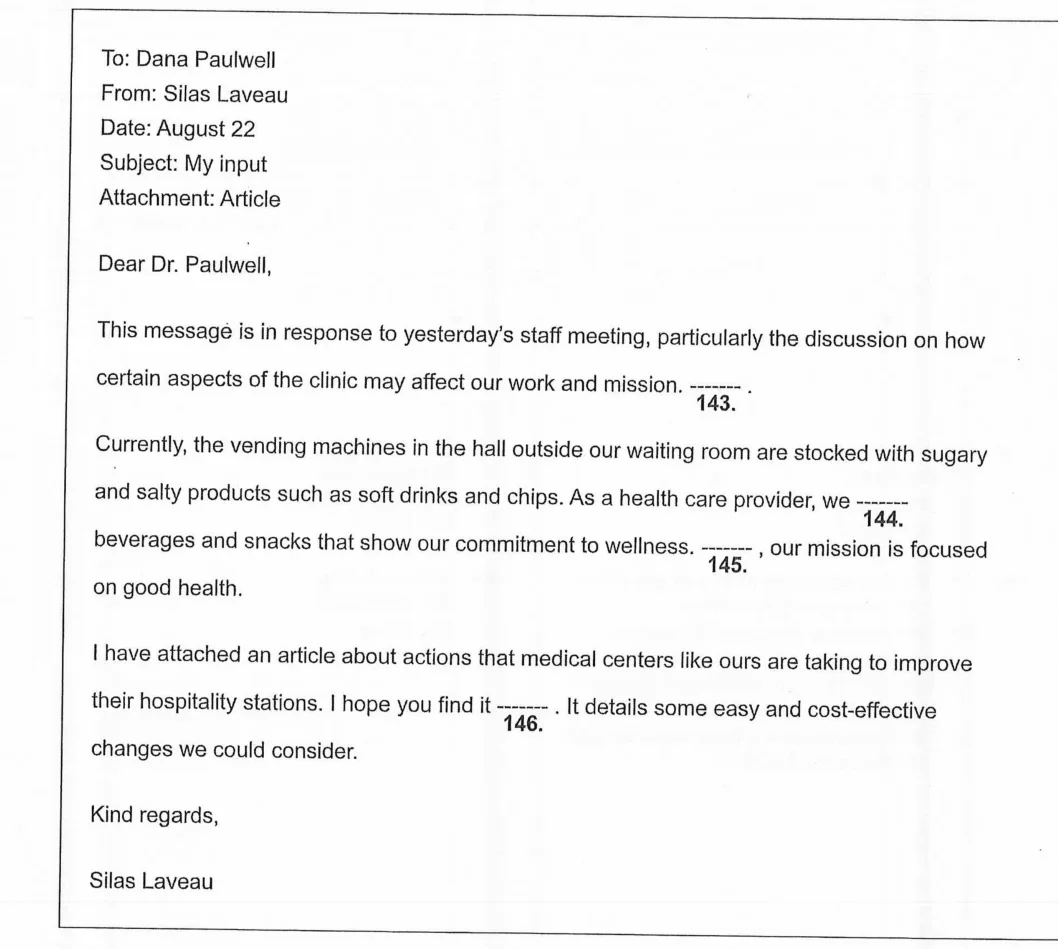 To: Dana Paulwell
From: Silas Laveau
Date: August 22
Subject: My input
Attachment: Article
Dear Dr. Paulwell,
This message is in response to yesterday's staff meeting, particularly the discussion on how
certain aspects of the clinic may affect our work and mission. ------- .
143.
Currently, the vending machines in the hall outside our waiting room are stocked with sugary
and salty products such as soft drinks and chips. As a health care provider, we -------
144.
beverages and snacks that show our commitment to wellness. ------- , our mission is focused
145.
on good health.
I have attached an article about actions that medical centers like ours are taking to improve
their hospitality stations. I hope you find it ------- . It details some easy and cost-effective
146.
changes we could consider.
Kind regards,
Silas Laveau